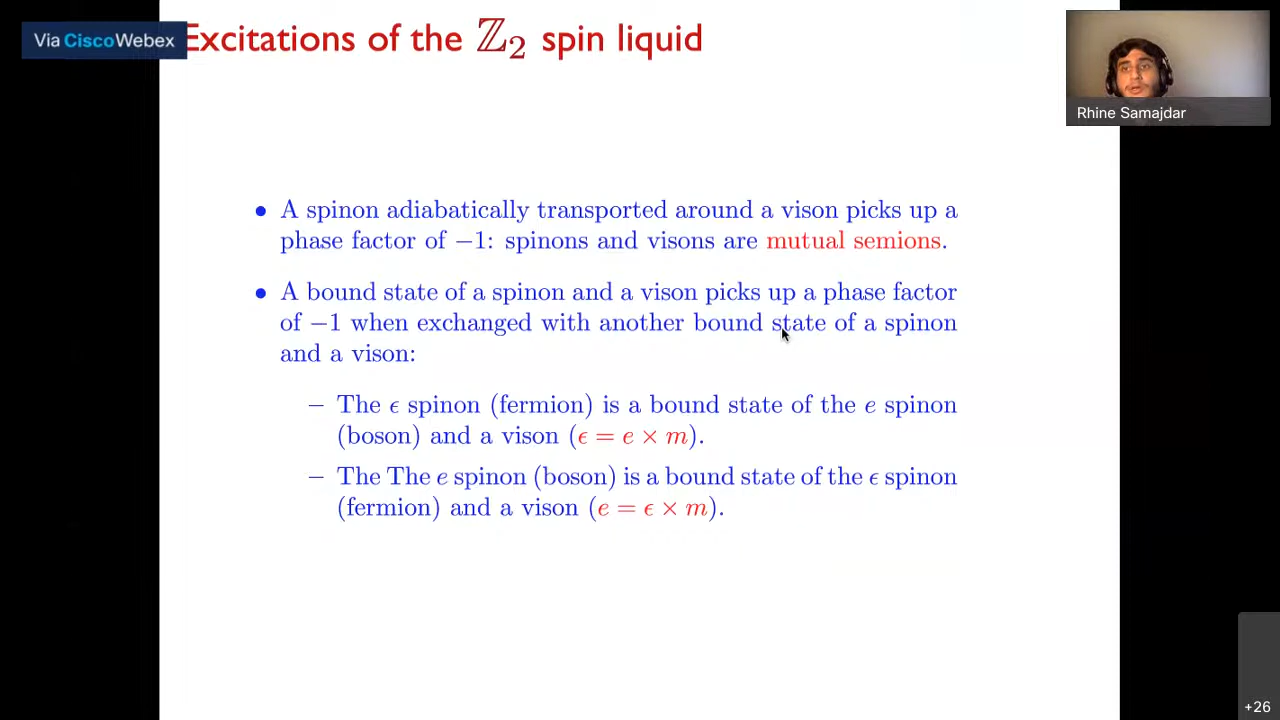 Via Cisco Webex
Excitations of the ℤ₂ spin liquid
Rhine Samajdar
• A spinon adiabatically transported around a vison picks up a
phase factor of −1: spinons and visons are mutual semions.
• A bound state of a spinon and a vison picks up a phase factor
of −1 when exchanged with another bound state of a spinon
and a vison:
– The ϵ spinon (fermion) is a bound state of the e spinon
(boson) and a vison (ϵ = e × m).
– The The e spinon (boson) is a bound state of the ϵ spinon
(fermion) and a vison (e = ϵ × m).
+26